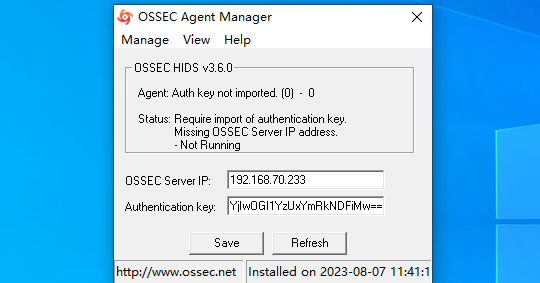 OSSEC Agent Manager
Manage View Help
OSSEC HIDS v3.6.0
Agent: Auth key not imported. (0) - 0
Status: Require import of authentication key.
Missing OSSEC Server IP address.
- Not Running
OSSEC Server IP: 192.168.70.233
Authentication key: YjIwOGI1YzUxYmRkNDFiMw==
Save Refresh
http://www.ossec.net Installed on 2023-08-07 11:41:1